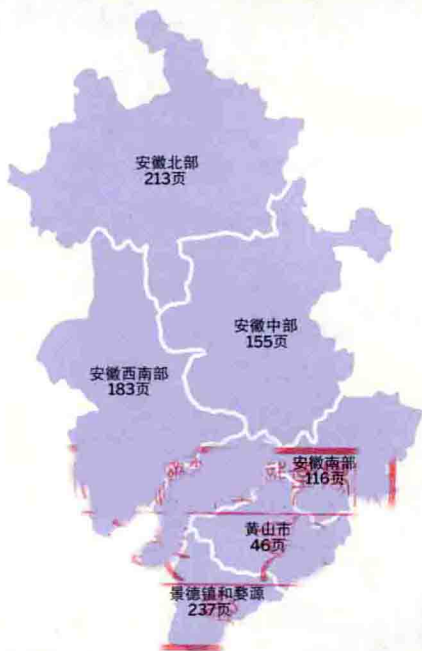 安徽北部
213页
安徽中部
155页
安徽西南部
183页
安徽南部
116页
黄山市
46页
景德镇和婺源
237页